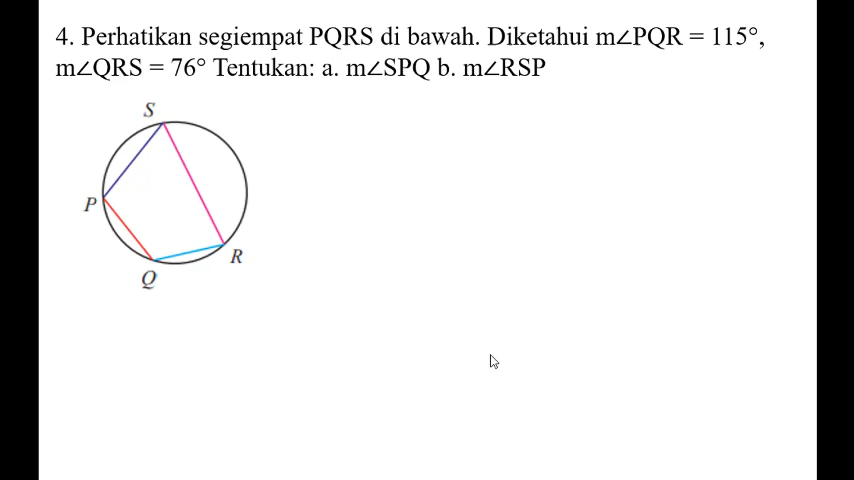 4. Perhatikan segiempat PQRS di bawah. Diketahui m∠PQR = 115°,
m∠QRS = 76° Tentukan: a. m∠SPQ b. m∠RSP
S
P
R
Q